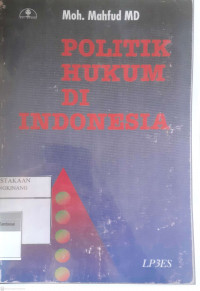 Moh. Mahfud MD
POLITIK
HUKUM
DI
INDONESIA
LP3ES